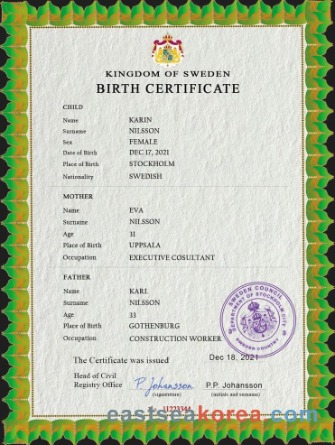 KINGDOM OF SWEDEN
BIRTH CERTIFICATE
CHILD
Name KARIN
Surname NILSSON
Sex FEMALE
Date of Birth DEC 17, 2021
Place of Birth STOCKHOLM
Nationality SWEDISH
MOTHER
Name EVA
Surname NILSSON
Age 31
Place of Birth UPPSALA
Occupation EXECUTIVE COSULTANT
FATHER
Name KARL
Surname NILSSON
Age 33
Place of Birth GOTHENBURG
Occupation CONSTRUCTION WORKER
SWEDEN COUNCIL
DEPARTMENT OF STOCKHOLM CITY
The Certificate was issued Dec 18, 2021
Head of Civil
Registry Office P. Johansson P.P. Johansson
(signature) (initials and surname)
11223344
eastseakorea.com